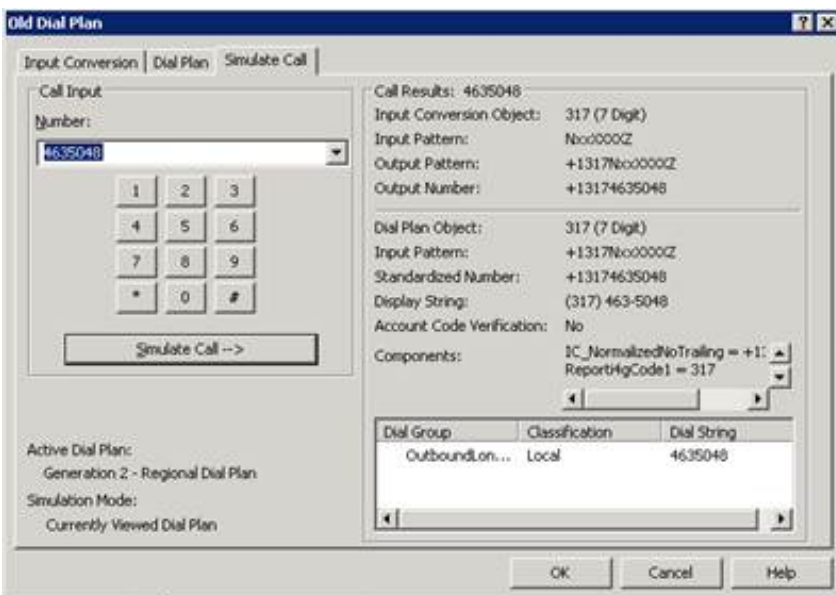 Old Dial Plan
Input Conversion
Dial Plan
Simulate Call
Call Input
Number:
4635048
1 2 3
4 5 6
7 8 9
* 0 #
Simulate Call -->
Active Dial Plan:
Generation 2 - Regional Dial Plan
Simulation Mode:
Currently Viewed Dial Plan
Call Results: 4635048
Input Conversion Object: 317 (7 Digit)
Input Pattern:
Output Pattern:
Output Number: +13174635048
Dial Plan Object: 317 (7 Digit)
Input Pattern:
Standardized Number: +13174635048
Display String: (317) 463-5048
Account Code Verification: No
Components: IC_NormalizedNoTrailing = +1
= 317
Dial Group Classification Dial String
OutboundLon... Local 4635048
OK Cancel Help